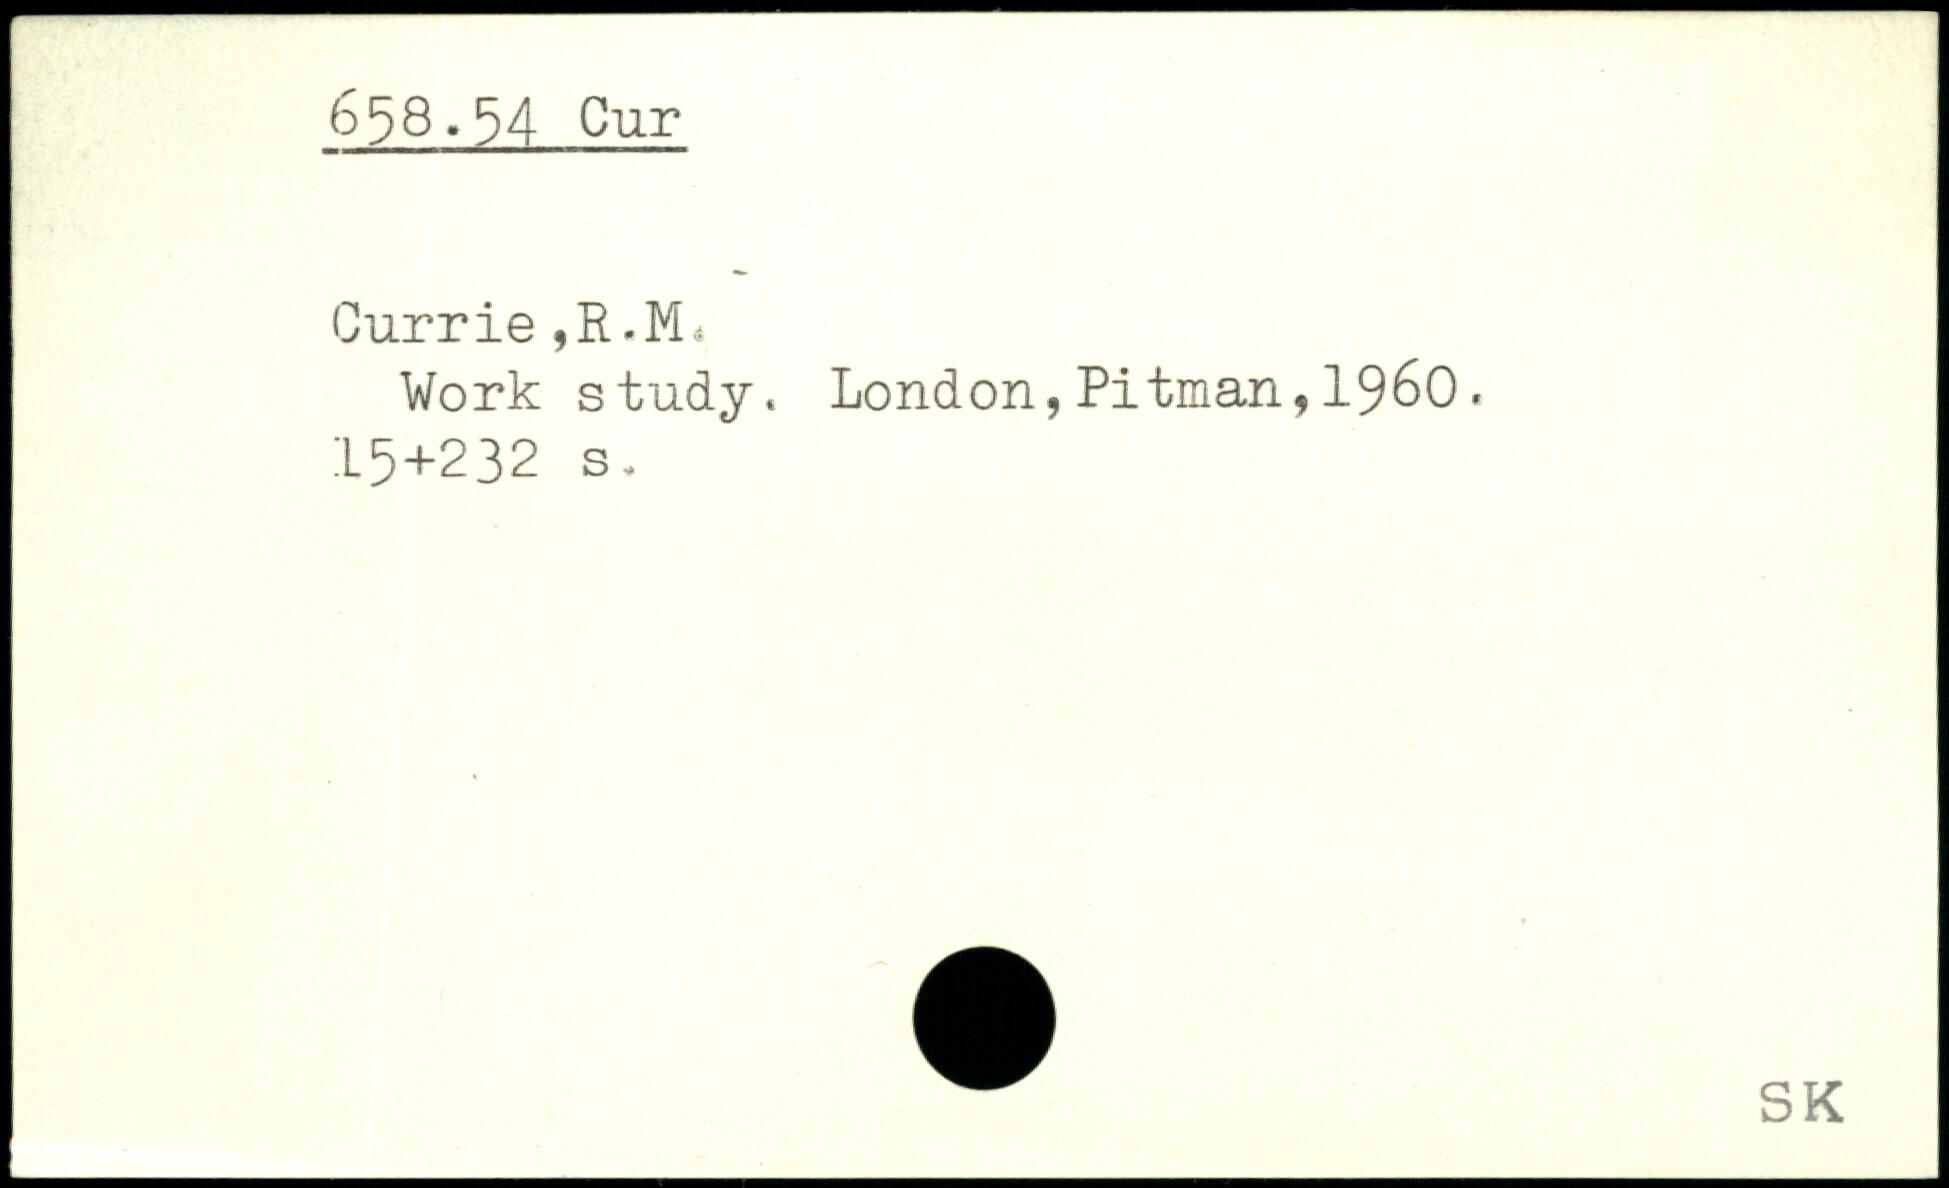 658.54 Cur
Currie,R.M.
Work study. London,Pitman,1960.
15+232 s.
SK